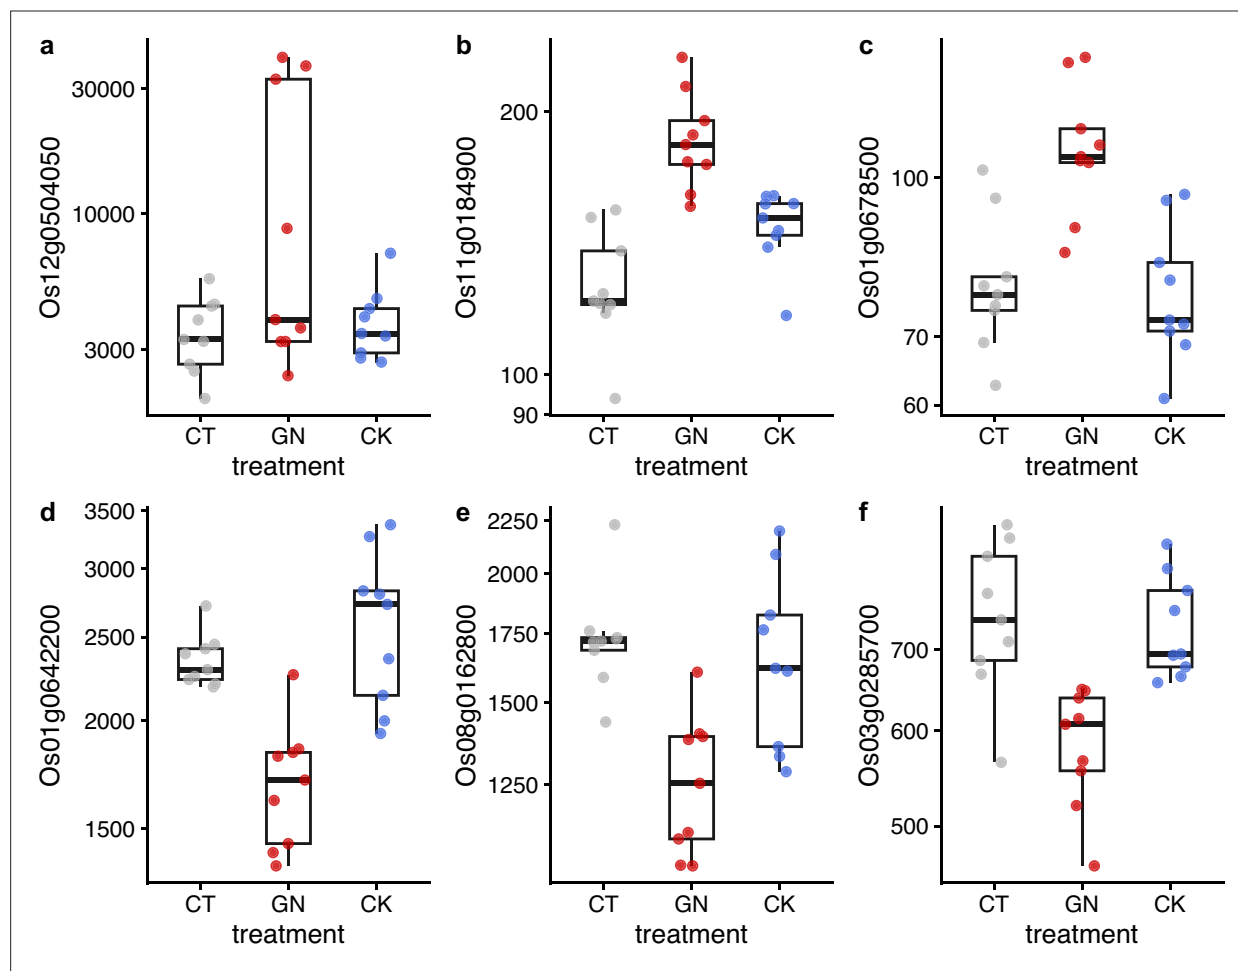 a
Os12g0504050
30000
10000
3000
CT GN CK
treatment
b
Os11g0184900
200
100
90
CT GN CK
treatment
c
Os01g0678500
100
70
60
CT GN CK
treatment
d
Os01g0642200
3500
3000
2500
2000
1500
CT GN CK
treatment
e
Os08g0162800
2250
2000
1750
1500
1250
CT GN CK
treatment
f
Os03g0285700
700
600
500
CT GN CK
treatment